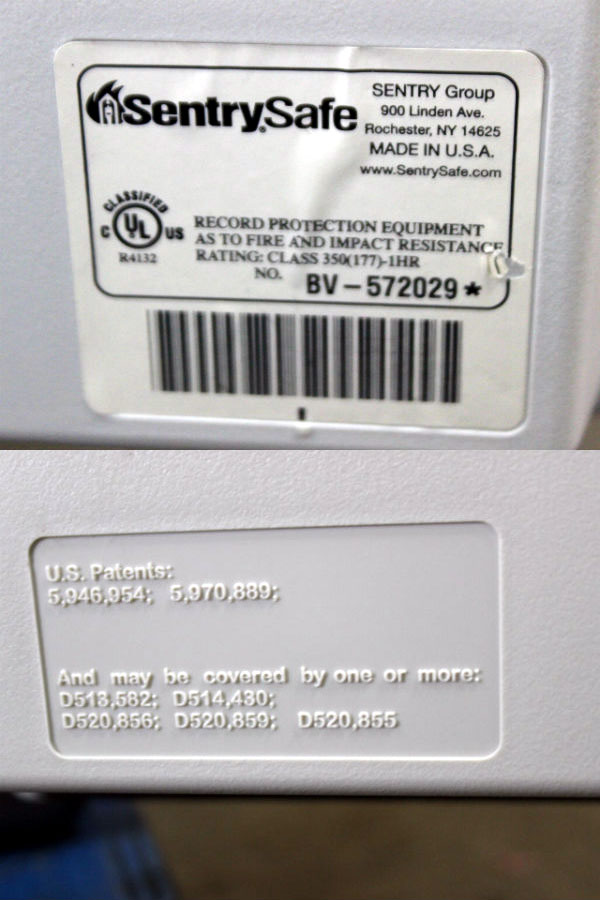 SentrySafe
SENTRY Group
900 Linden Ave.
Rochester, NY 14625
MADE IN U.S.A.
www.SentrySafe.com
CLASSIFIED
C UL US
R4132
RECORD PROTECTION EQUIPMENT
AS TO FIRE AND IMPACT RESISTANCE
RATING: CLASS 350(177)-1HR
NO. BV-572029*
U.S. Patents:
5,946,954; 5,970,889;
And may be covered by one or more:
D513,582; D514,430;
D520,856; D520,859; D520,855